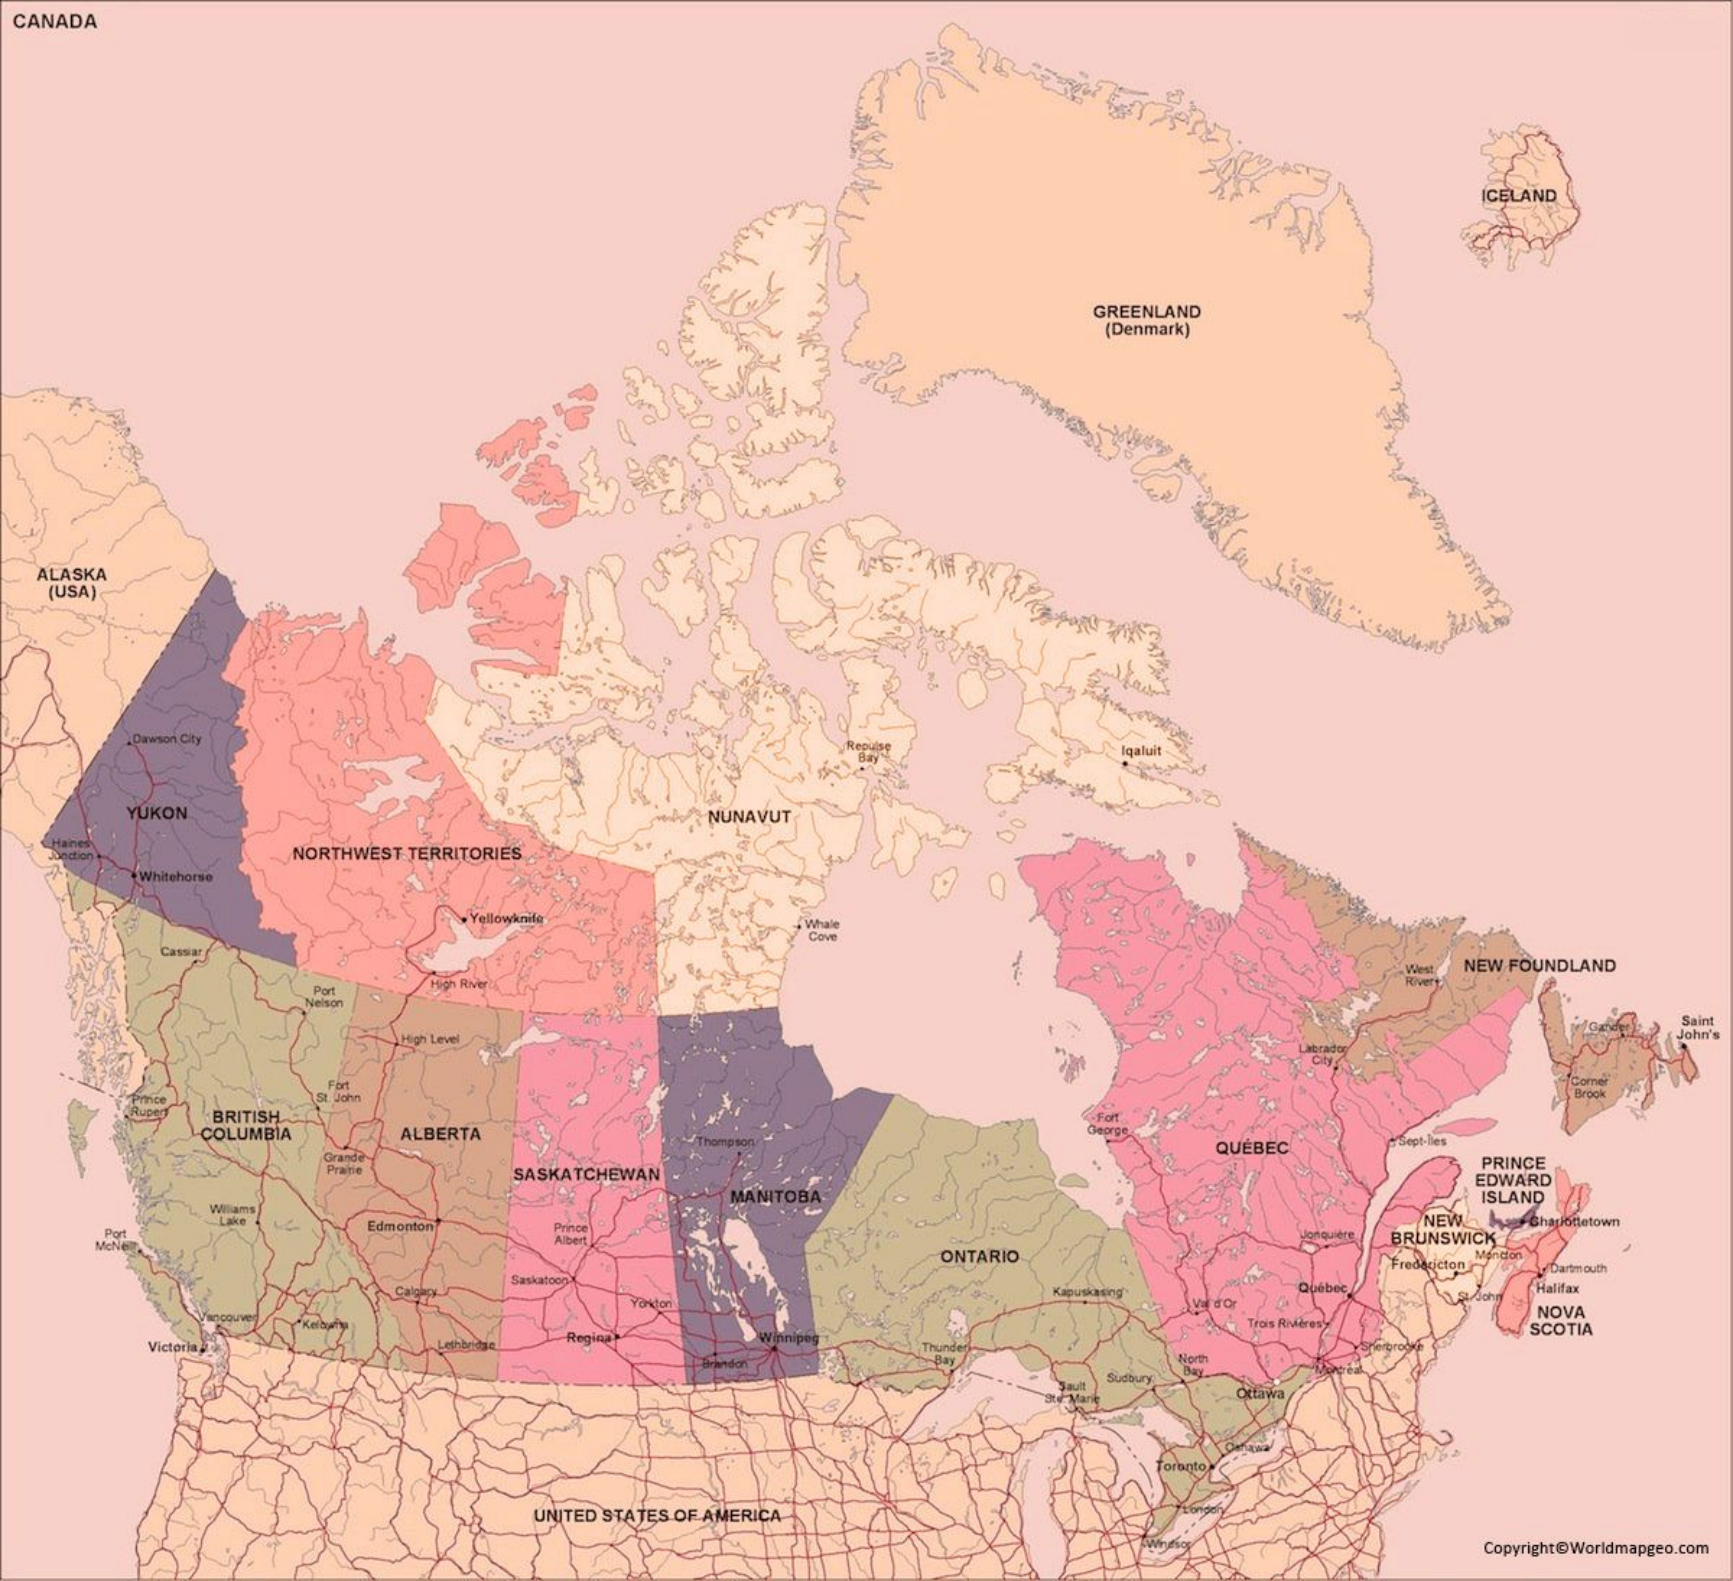 CANADA
ICELAND
GREENLAND
(Denmark)
ALASKA
(USA)
Dawson City
YUKON
Haines
Junction
Whitehorse
NORTHWEST TERRITORIES
Yellowknife
High River
NUNAVUT
Repulse
Bay
Iqaluit
Whale
Cove
Cassiar
Port
Nelson
Fort
St. John
Prince
Rupert
BRITISH
COLUMBIA
Williams
Lake
Port
McNeill
Vancouver
Victoria
Kelowna
High Level
ALBERTA
Grande
Prairie
Edmonton
Calgary
Lethbridge
SASKATCHEWAN
Prince
Albert
Saskatoon
Yorkton
Regina
Thompson
MANITOBA
Winnipeg
Brandon
ONTARIO
Kapuskasing
Thunder
Bay
Sault
Ste. Marie
Sudbury
North
Bay
Ottawa
Oshawa
Toronto
London
Windsor
Fort
George
QUÉBEC
Jonquière
Québec
Val d'Or
Trois Rivières
Sherbrooke
Montréal
Sept-Îles
West
River
NEW FOUNDLAND
Labrador
City
Gander
Saint
John's
Corner
Brook
PRINCE
EDWARD
ISLAND
Charlottetown
NEW
BRUNSWICK
Moncton
Fredericton
St. John
Dartmouth
Halifax
NOVA
SCOTIA
UNITED STATES OF AMERICA
Copyright©Worldmapgeo.com